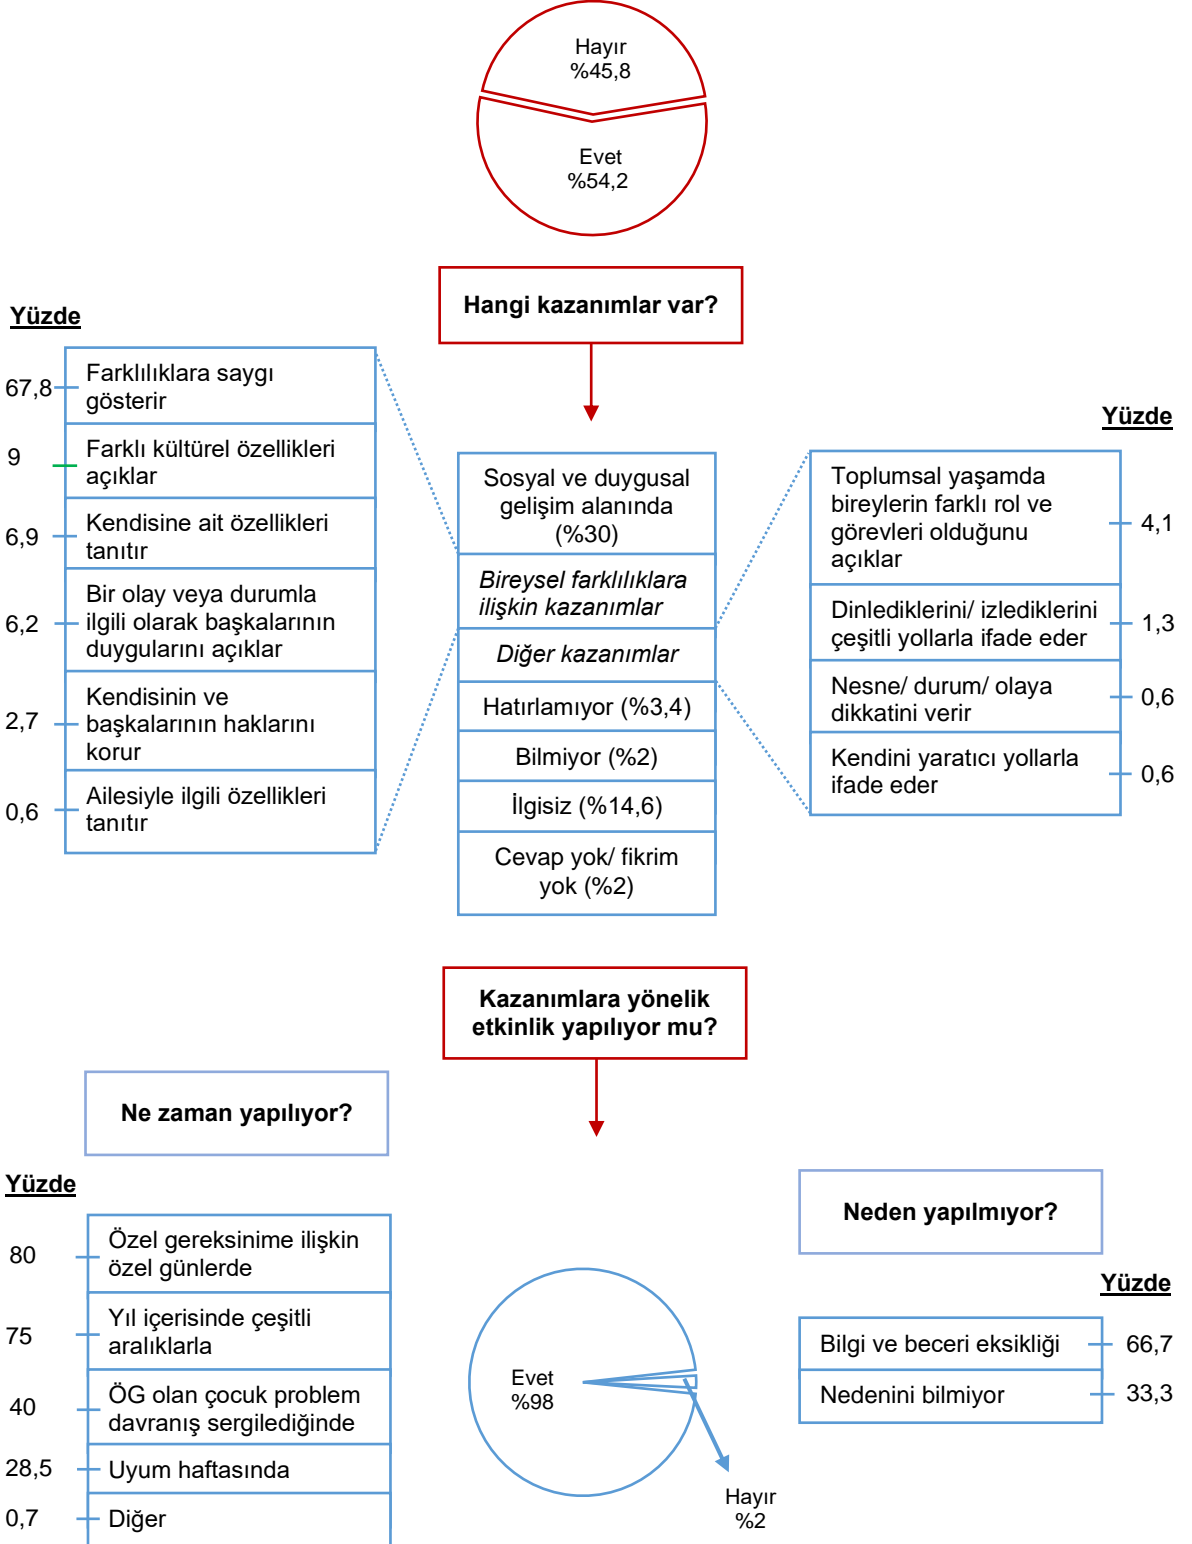 Hayır
%45,8
Evet
%54,2
Hangi kazanımlar var?
Yüzde
67,8
Farklılıklara saygı
gösterir
9
Farklı kültürel özellikleri
açıklar
6,9
Kendisine ait özellikleri
tanıtır
6,2
Bir olay veya durumla
ilgili olarak başkalarının
duygularını açıklar
2,7
Kendisinin ve
başkalarının haklarını
korur
0,6
Ailesiyle ilgili özellikleri
tanıtır
Sosyal ve duygusal
gelişim alanında
(%30)
Bireysel farklılıklara
ilişkin kazanımlar
Diğer kazanımlar
Hatırlamıyor (%3,4)
Bilmiyor (%2)
İlgisiz (%14,6)
Cevap yok/ fikrim
yok (%2)
Yüzde
Toplumsal yaşamda
bireylerin farklı rol ve
görevleri olduğunu
açıklar
4,1
Dinlediklerini/ izlediklerini
çeşitli yollarla ifade eder
1,3
Nesne/ durum/ olaya
dikkatini verir
0,6
Kendini yaratıcı yollarla
ifade eder
0,6
Kazanımlara yönelik
etkinlik yapılıyor mu?
Ne zaman yapılıyor?
Yüzde
80
Özel gereksinime ilişkin
özel günlerde
75
Yıl içerisinde çeşitli
aralıklarla
40
ÖG olan çocuk problem
davranış sergilediğinde
28,5
Uyum haftasında
0,7
Diğer
Evet
%98
Hayır
%2
Neden yapılmıyor?
Yüzde
Bilgi ve beceri eksikliği
66,7
Nedenini bilmiyor
33,3